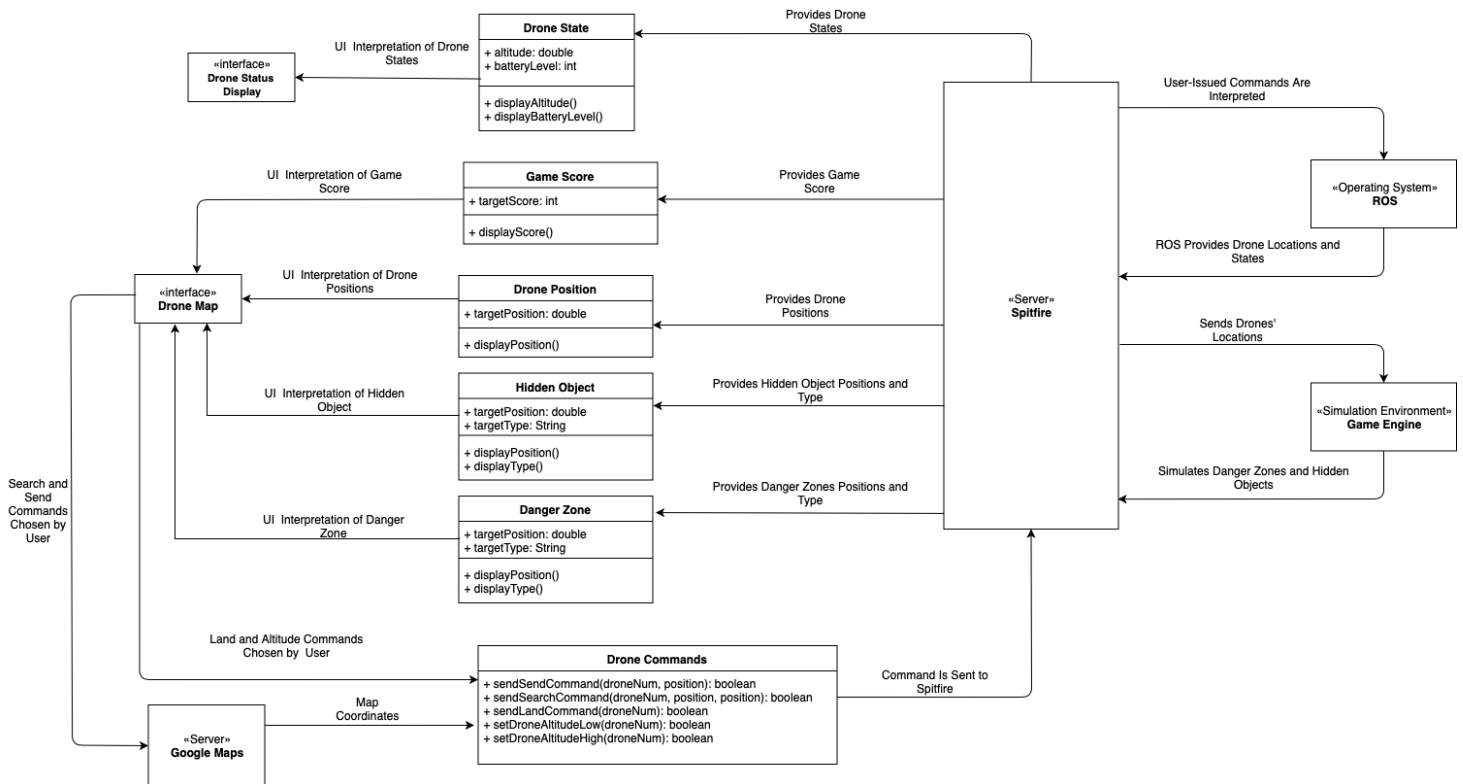 Provides Drone
States
Drone State
+ altitude: double
+ batteryLevel: int
+ displayAltitude()
+ displayBatteryLevel()
UI Interpretation of Drone
States
«interface»
Drone Status
Display
User-Issued Commands Are
Interpreted
«Operating System»
ROS
ROS Provides Drone Locations and
States
UI Interpretation of Game
Score
Game Score
+ targetScore: int
+ displayScore()
Provides Game
Score
«interface»
Drone Map
UI Interpretation of Drone
Positions
Drone Position
+ targetPosition: double
+ displayPosition()
Provides Drone
Positions
«Server»
Spitfire
Sends Drones'
Locations
«Simulation Environment»
Game Engine
Simulates Danger Zones and Hidden
Objects
UI Interpretation of Hidden
Object
Hidden Object
+ targetPosition: double
+ targetType: String
+ displayPosition()
+ displayType()
Provides Hidden Object Positions and
Type
Search and
Send
Commands
Chosen by
User
UI Interpretation of Danger
Zone
Danger Zone
+ targetPosition: double
+ targetType: String
+ displayPosition()
+ displayType()
Provides Danger Zones Positions and
Type
Land and Altitude Commands
Chosen by User
Drone Commands
+ sendSendCommand(droneNum, position): boolean
+ sendSearchCommand(droneNum, position, position): boolean
+ sendLandCommand(droneNum): boolean
+ setDroneAltitudeLow(droneNum): boolean
+ setDroneAltitudeHigh(droneNum): boolean
Command Is Sent to
Spitfire
Map
Coordinates
«Server»
Google Maps